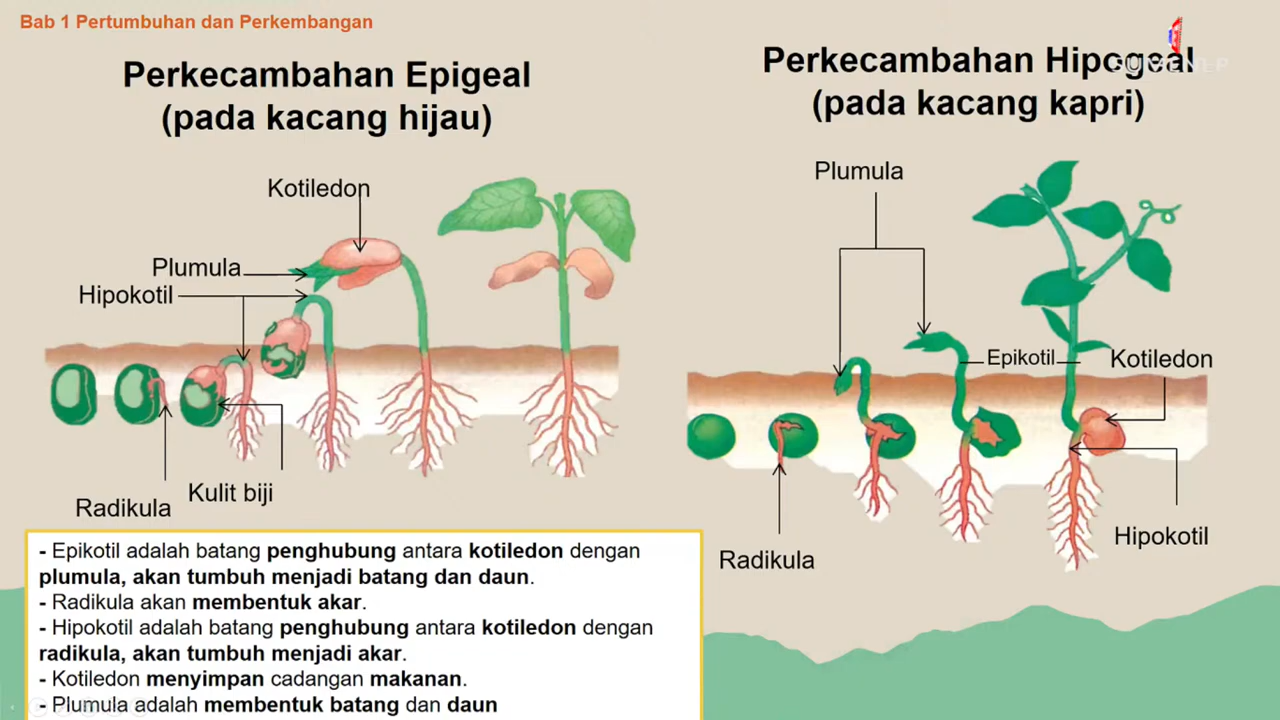 Bab 1 Pertumbuhan dan Perkembangan
Perkecambahan Epigeal
(pada kacang hijau)
Kotiledon
Plumula
Hipokotil
Radikula
Kulit biji
Perkecambahan Hipogeal
(pada kacang kapri)
SUMENEP
Plumula
Epikotil
Kotiledon
Radikula
Hipokotil
- Epikotil adalah batang penghubung antara kotiledon dengan
plumula, akan tumbuh menjadi batang dan daun.
- Radikula akan membentuk akar.
- Hipokotil adalah batang penghubung antara kotiledon dengan
radikula, akan tumbuh menjadi akar.
- Kotiledon menyimpan cadangan makanan.
- Plumula adalah membentuk batang dan daun